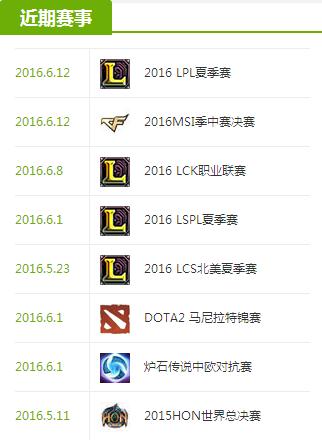 近期赛事
2016.6.12 2016 LPL夏季赛
2016.6.12 2016MSI季中赛决赛
2016.6.8 2016 LCK职业联赛
2016.6.1 2016 LSPL夏季赛
2016.5.23 2016 LCS北美夏季赛
2016.6.1 DOTA2 马尼拉特锦赛
2016.6.1 炉石传说中欧对抗赛
2016.5.11 2015HON世界总决赛